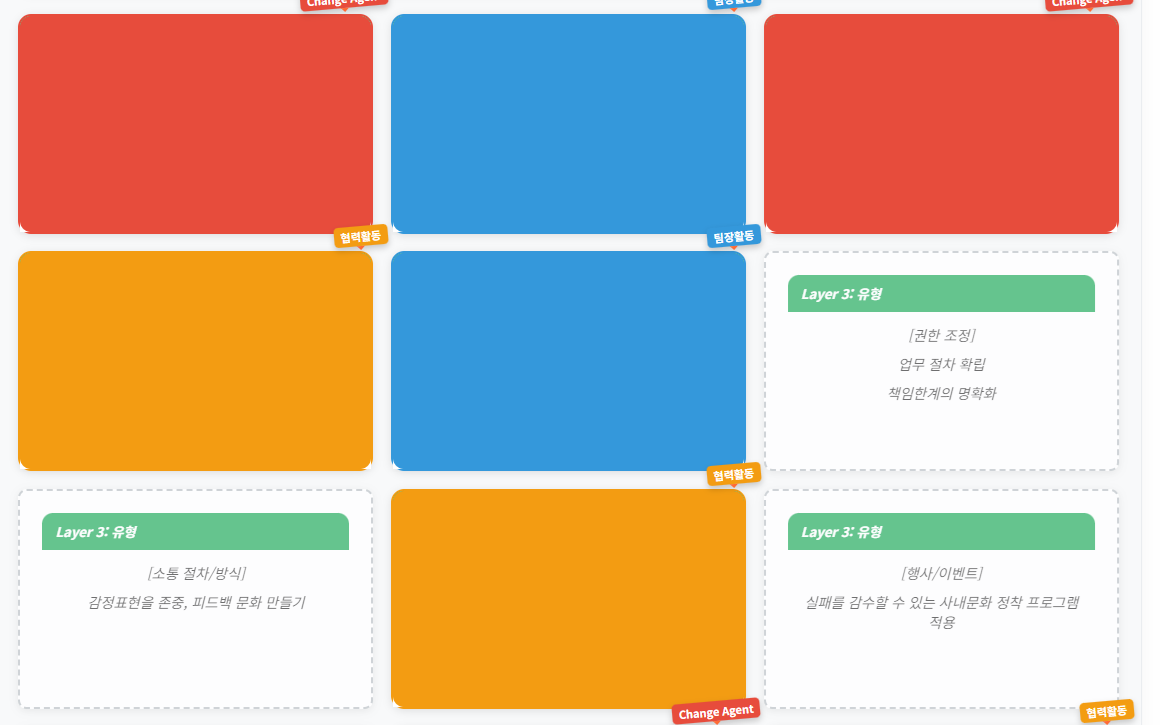 Change Agent
팀장활동
Change Agent
협력활동
팀장활동
Layer 3: 유형
[권한 조정]
업무 절차 확립
책임한계의 명확화
협력활동
Layer 3: 유형
[소통 절차/방식]
감정표현을 존중, 피드백 문화 만들기
Layer 3: 유형
[행사/이벤트]
실패를 감수할 수 있는 사내문화 정착 프로그램
적용
Change Agent
협력활동